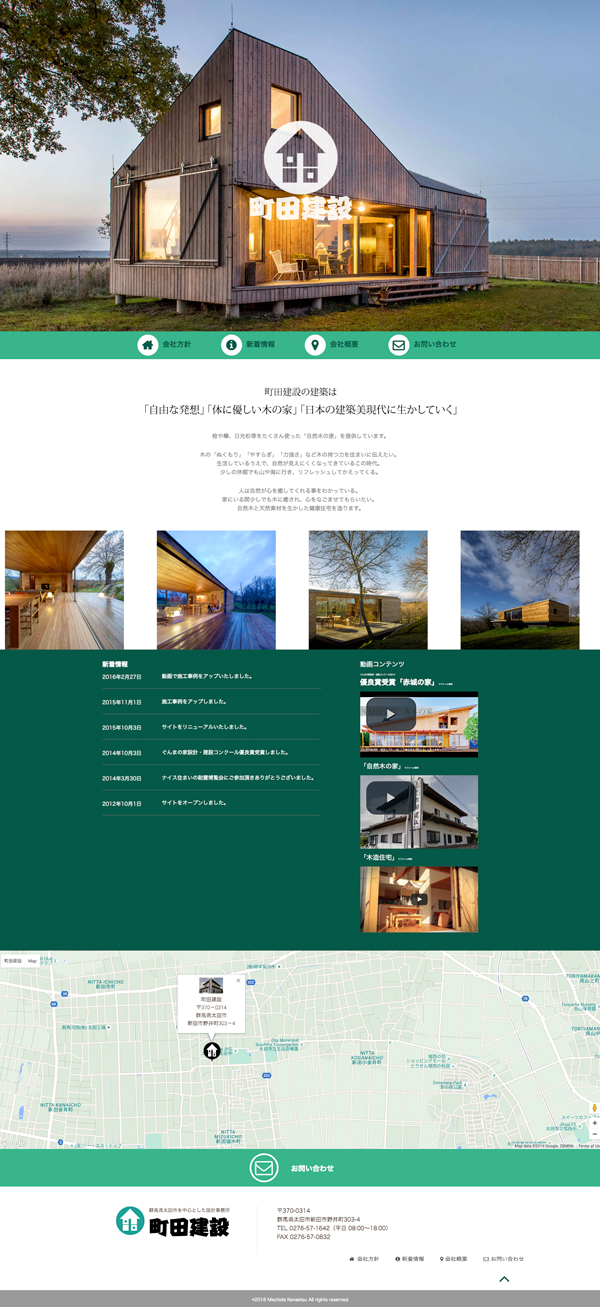 町田建設
会社方針
新着情報
会社概要
お問い合わせ
町田建設の建築は
「自由な発想」「体に優しい木の家」「日本の建築美現代に生かしていく」
桧や欅、日光杉等をたくさん使った「自然木の家」を提供しています。
木の「ぬくもり」「やすらぎ」「力強さ」など木の持つ力を住まいに伝えたい。
生活しているうえで、自然が見えにくくなってきているこの時代。
少しの休暇でも山や海に行き、リフレッシュしてかえってくる。
人は自然が心を癒してくれる事をわかっている。
家にいる間少しでも木に癒され、心をなごませてもらいたい。
自然木と天然素材を生かした健康住宅を造ります。
新着情報
2016年2月27日 動画で施工事例をアップいたしました。
2015年11月1日 施工事例をアップしました。
2015年10月3日 サイトをリニューアルいたしました。
2014年10月3日 ぐんまの家設計・建設コンクール優良賞受賞しました。
2014年3月30日 ナイス住まいの耐震博覧会にご参加頂きありがとうございました。
2012年10月1日 サイトをオープンしました。
動画コンテンツ
優良賞受賞「赤城の家」
「自然木の家」
「木造住宅」
町田建設 Map
NITTA ICHICHO
新田市町
町田建設
〒370－0314
群馬県太田市
新田市野井町303－4
NITTA KANAICHO
新田金井町
NITTA MIZUKICHO
NITTA KOGANAICHO
新田小金井町
TORIYAMAKAM
鳥山上町
お問い合わせ
群馬県太田市を中心とした設計事務所
町田建設
〒370-0314
群馬県太田市新田市野井町303-4
TEL 0276-57-1642（平日 08:00〜18:00）
FAX 0276-57-0832
会社方針 新着情報 会社概要 お問い合わせ
©2016 Machida Kensetsu All rights reserved.